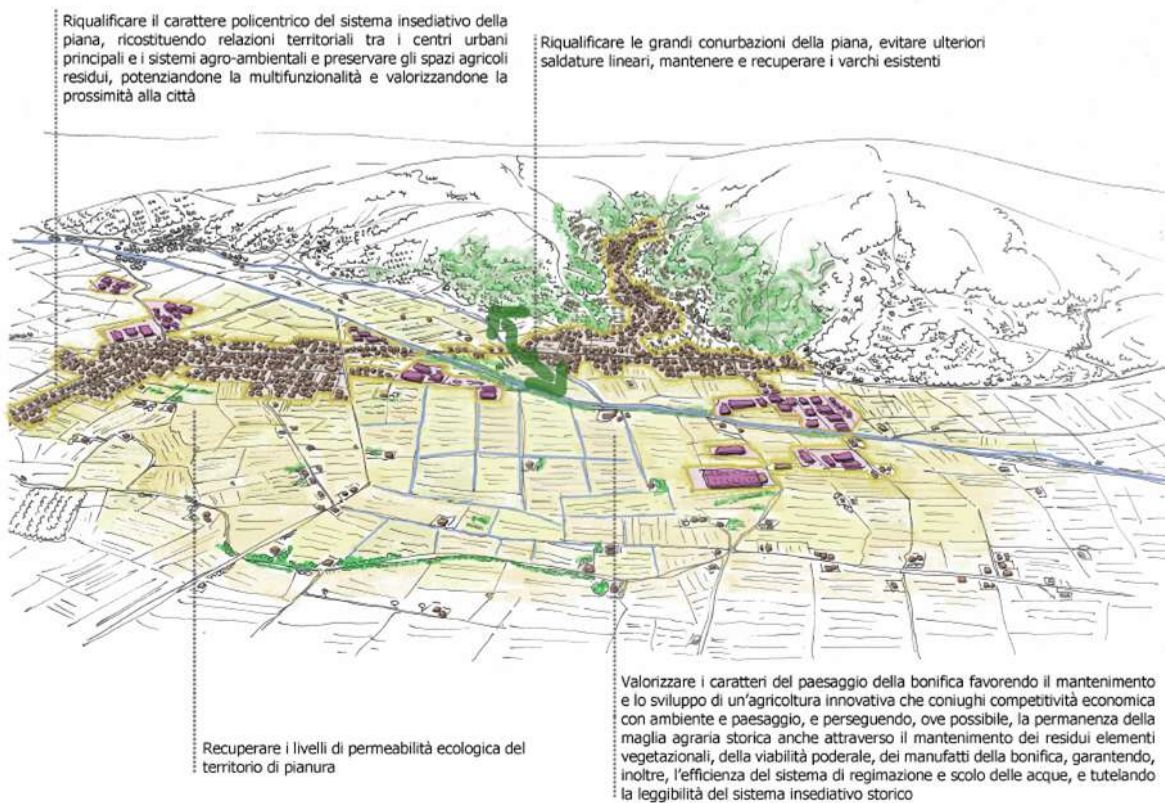 Riqualificare il carattere policentrico del sistema insediativo della
piana, ricostituendo relazioni territoriali tra i centri urbani
principali e i sistemi agro-ambientali e preservare gli spazi agricoli
residui, potenziandone la multifunzionalità e valorizzandone la
prossimità alla città
Riqualificare le grandi conurbazioni della piana, evitare ulteriori
saldature lineari, mantenere e recuperare i varchi esistenti
Recuperare i livelli di permeabilità ecologica del
territorio di pianura
Valorizzare i caratteri del paesaggio della bonifica favorendo il mantenimento
e lo sviluppo di un'agricoltura innovativa che coniughi competitività economica
con ambiente e paesaggio, e perseguendo, ove possibile, la permanenza della
maglia agraria storica anche attraverso il mantenimento dei residui elementi
vegetazionali, della viabilità poderale, dei manufatti della bonifica, garantendo,
inoltre, l'efficienza del sistema di regimazione e scolo delle acque, e tutelando
la leggibilità del sistema insediativo storico